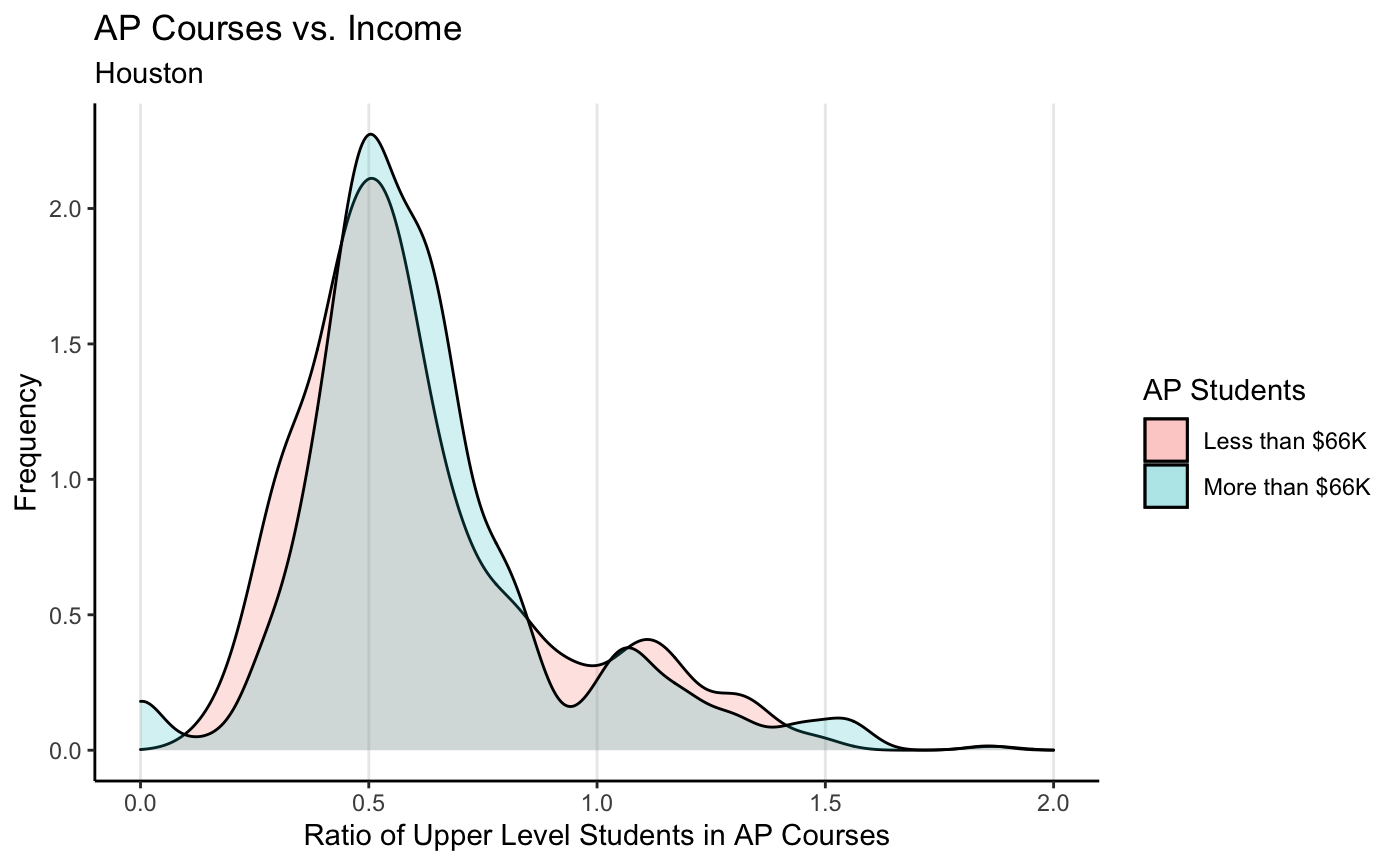 AP Courses vs. Income
Houston
2.0
1.5
1.0
0.5
0.0
Frequency
0.0 0.5 1.0 1.5 2.0
Ratio of Upper Level Students in AP Courses
AP Students
Less than $66K
More than $66K